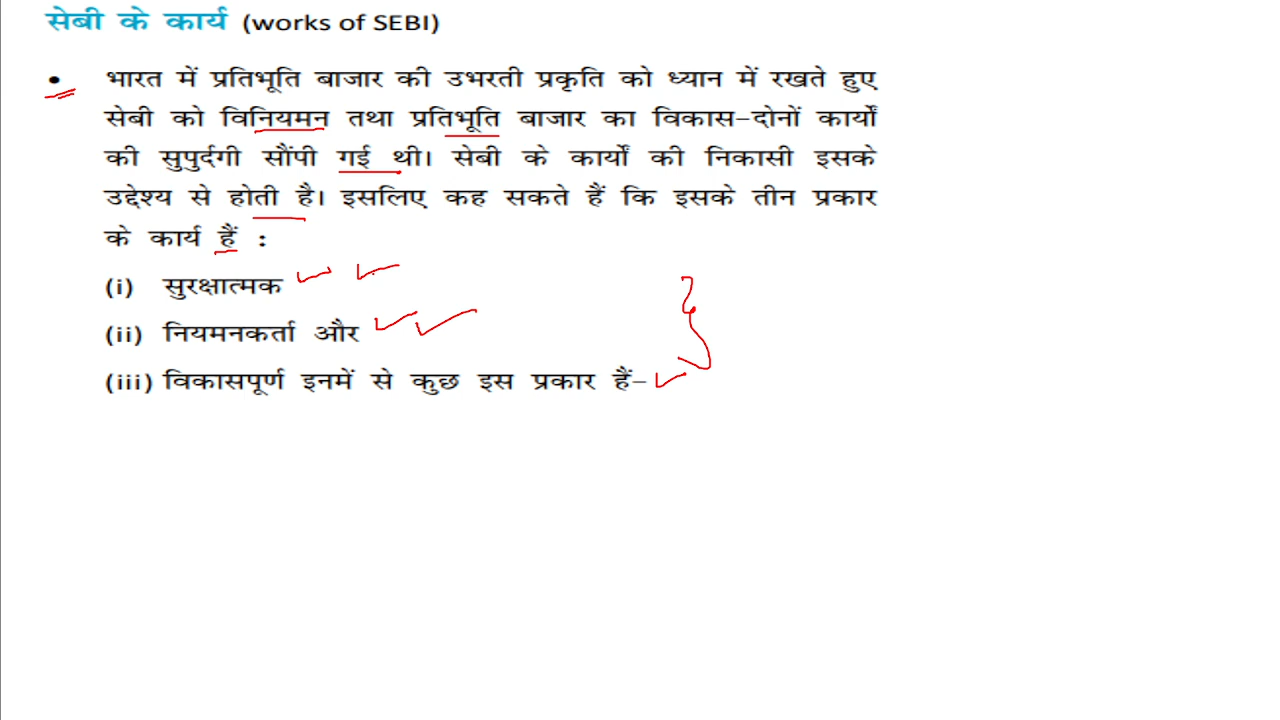 सेबी के कार्य (works of SEBI)
• भारत में प्रतिभूति बाजार की उभरती प्रकृति को ध्यान में रखते हुए
सेबी को विनियमन तथा प्रतिभूति बाजार का विकास-दोनों कार्यों
की सुपुर्दगी सौंपी गई थी। सेबी के कार्यों की निकासी इसके
उद्देश्य से होती है। इसलिए कह सकते हैं कि इसके तीन प्रकार
के कार्य हैं :
(i) सुरक्षात्मक
(ii) नियमनकर्ता और
(iii) विकासपूर्ण इनमें से कुछ इस प्रकार हैं-